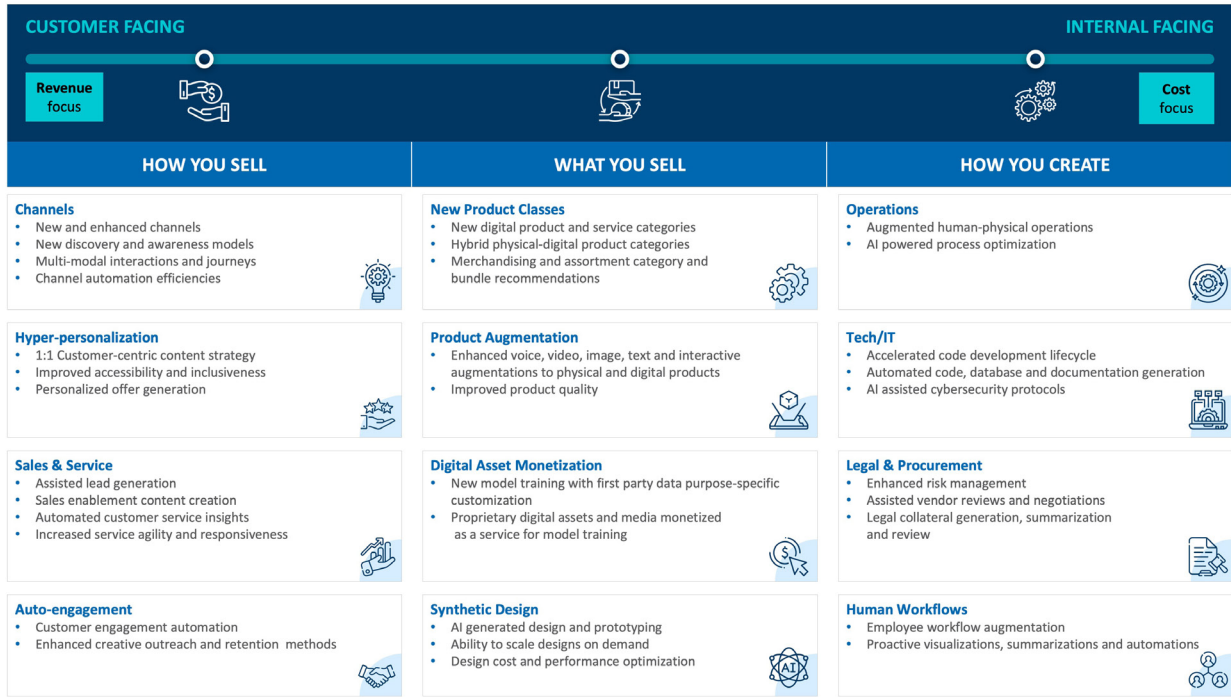 CUSTOMER FACING
INTERNAL FACING
Revenue
focus
Cost
focus
HOW YOU SELL
WHAT YOU SELL
HOW YOU CREATE
Channels
• New and enhanced channels
• New discovery and awareness models
• Multi-modal interactions and journeys
• Channel automation efficiencies
New Product Classes
• New digital product and service categories
• Hybrid physical-digital product categories
• Merchandising and assortment category and
bundle recommendations
Operations
• Augmented human-physical operations
• AI powered process optimization
Hyper-personalization
• 1:1 Customer-centric content strategy
• Improved accessibility and inclusiveness
• Personalized offer generation
Product Augmentation
• Enhanced voice, video, image, text and interactive
augmentations to physical and digital products
• Improved product quality
Tech/IT
• Accelerated code development lifecycle
• Automated code, database and documentation generation
• AI assisted cybersecurity protocols
Sales & Service
• Assisted lead generation
• Sales enablement content creation
• Automated customer service insights
• Increased service agility and responsiveness
Digital Asset Monetization
• New model training with first party data purpose-specific
customization
• Proprietary digital assets and media monetized
as a service for model training
Legal & Procurement
• Enhanced risk management
• Assisted vendor reviews and negotiations
• Legal collateral generation, summarization
and review
Auto-engagement
• Customer engagement automation
• Enhanced creative outreach and retention methods
Synthetic Design
• AI generated design and prototyping
• Ability to scale designs on demand
• Design cost and performance optimization
AI
Human Workflows
• Employee workflow augmentation
• Proactive visualizations, summarizations and automations